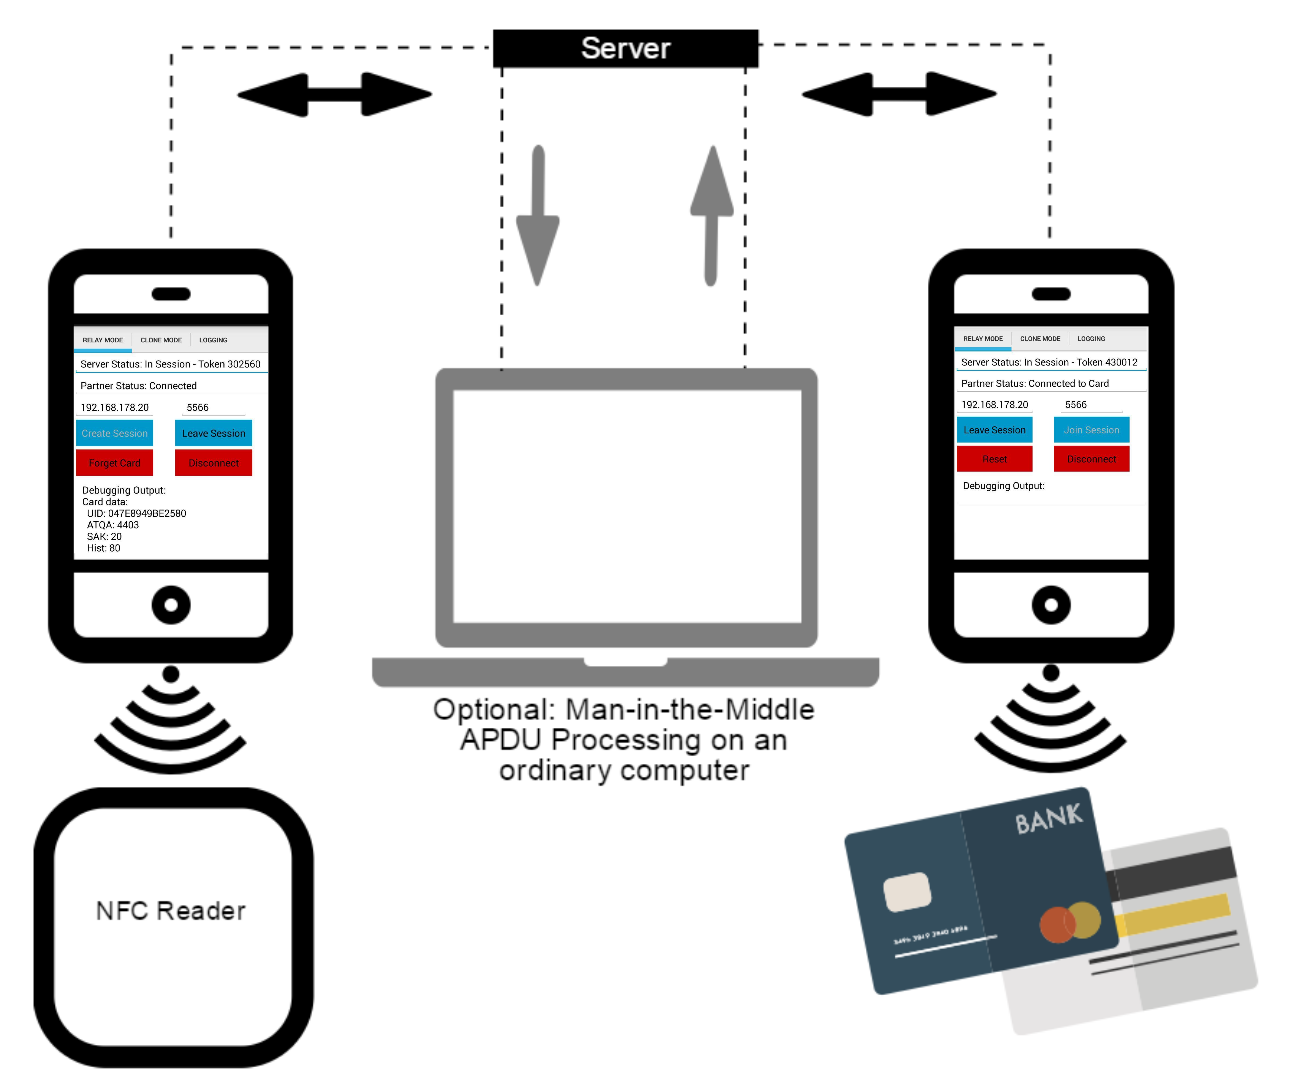 Server
RELAY MODE CLONE MODE LOGGING
Server Status: In Session - Token 302560
Partner Status: Connected
192.168.178.20 5566
Create Session Leave Session
Forget Card Disconnect
Debugging Output:
Card data:
UID: 047E8949BE2580
ATQA: 4403
SAK: 20
Hist: 80
RELAY MODE CLONE MODE LOGGING
Server Status: In Session - Token 430012
Partner Status: Connected to Card
192.168.178.20 5566
Leave Session Join Session
Reset Disconnect
Debugging Output:
Optional: Man-in-the-Middle
APDU Processing on an
ordinary computer
NFC Reader
BANK